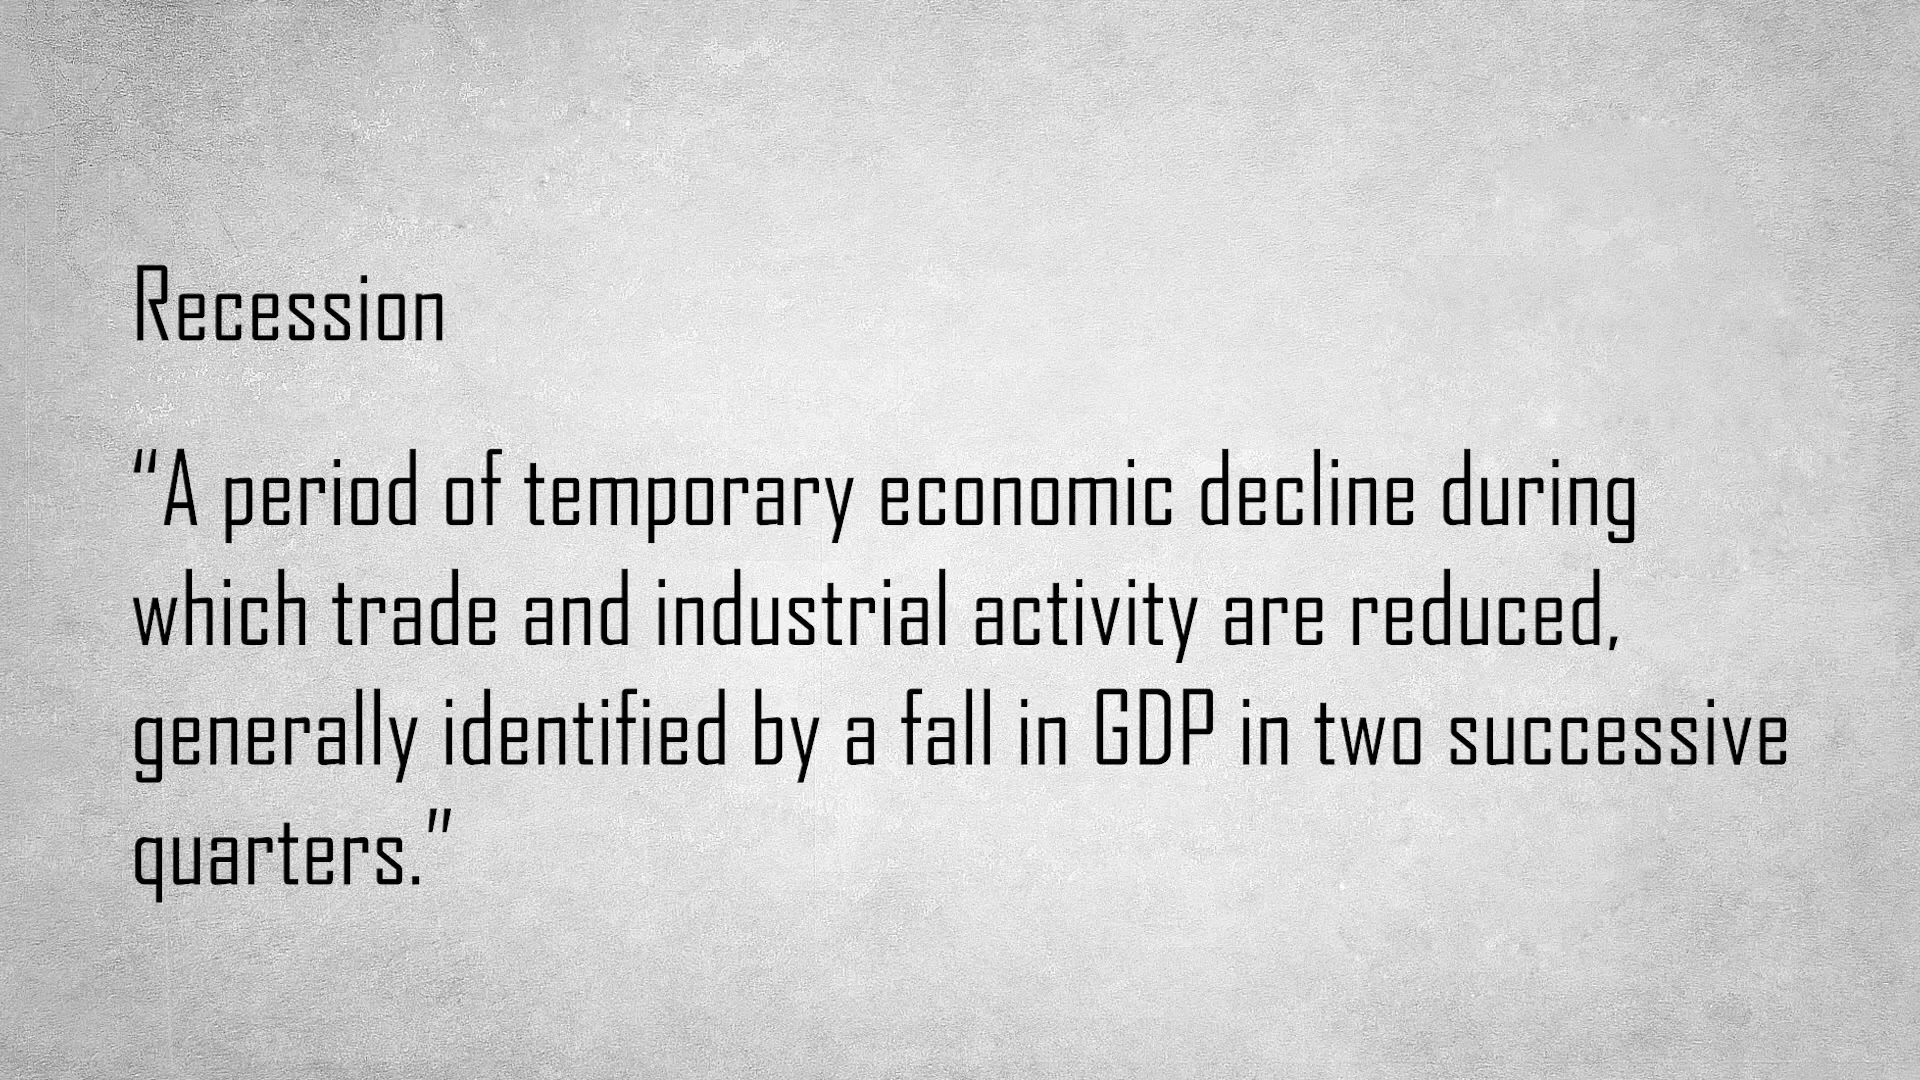 Recession
“A period of temporary economic decline during
which trade and industrial activity are reduced,
generally identified by a fall in GDP in two successive
quarters.”